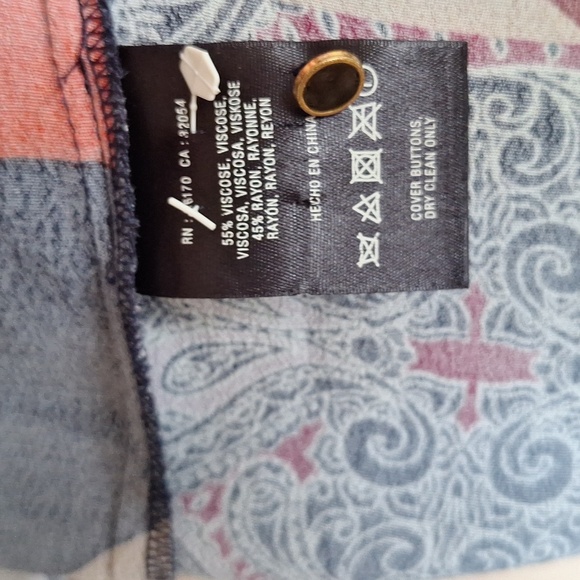 RN : 6170 CA : 32054
55% VISCOSE, VISCOSE,
VISCOSA, VISCOSA, VISKOSE
45% RAYON, RAYONNE,
RAYON, RAYON, REYON
HECHO EN CHINA
COVER BUTTONS,
DRY CLEAN ONLY